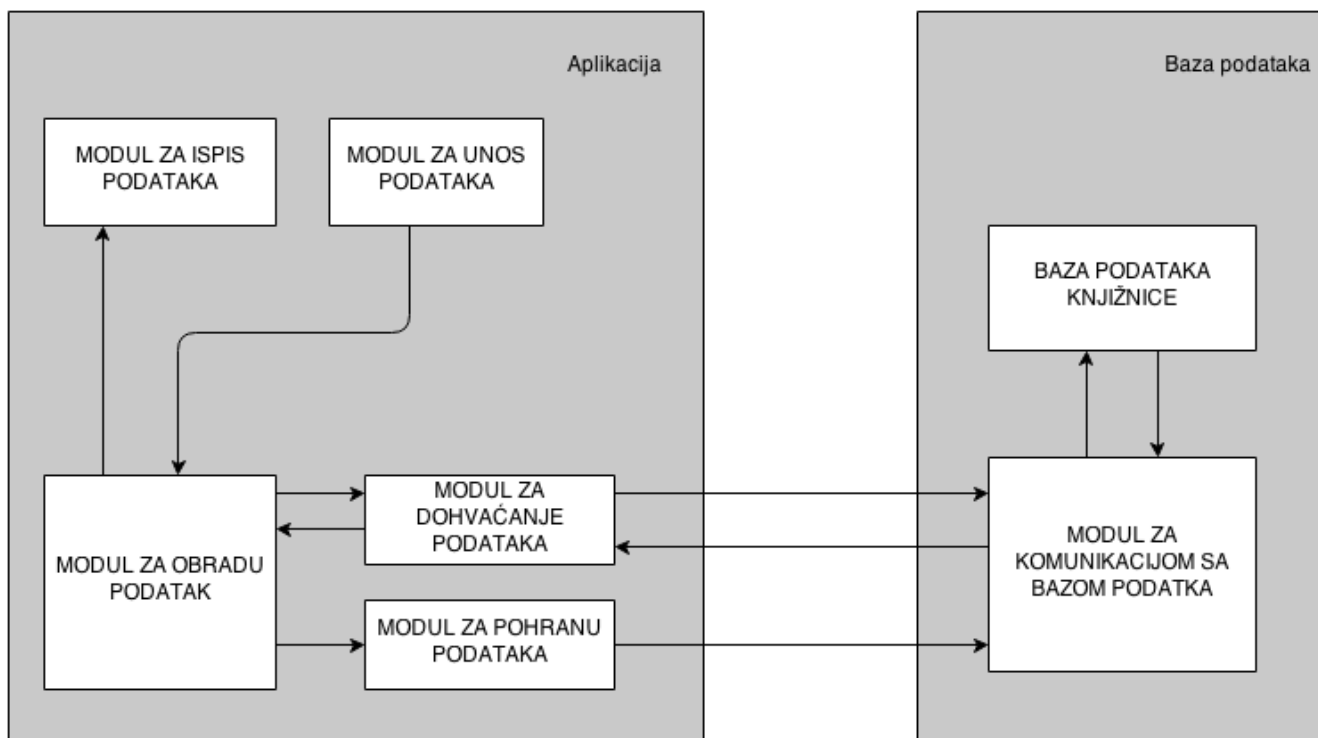 Aplikacija
Baza podataka
MODUL ZA ISPIS
PODATAKA
MODUL ZA UNOS
PODATAKA
BAZA PODATAKA
KNJIŽNICE
MODUL ZA OBRADU
PODATAK
MODUL ZA
DOHVAĆANJE
PODATAKA
MODUL ZA POHRANU
PODATAKA
MODUL ZA
KOMUNIKACIJOM SA
BAZOM PODATKA